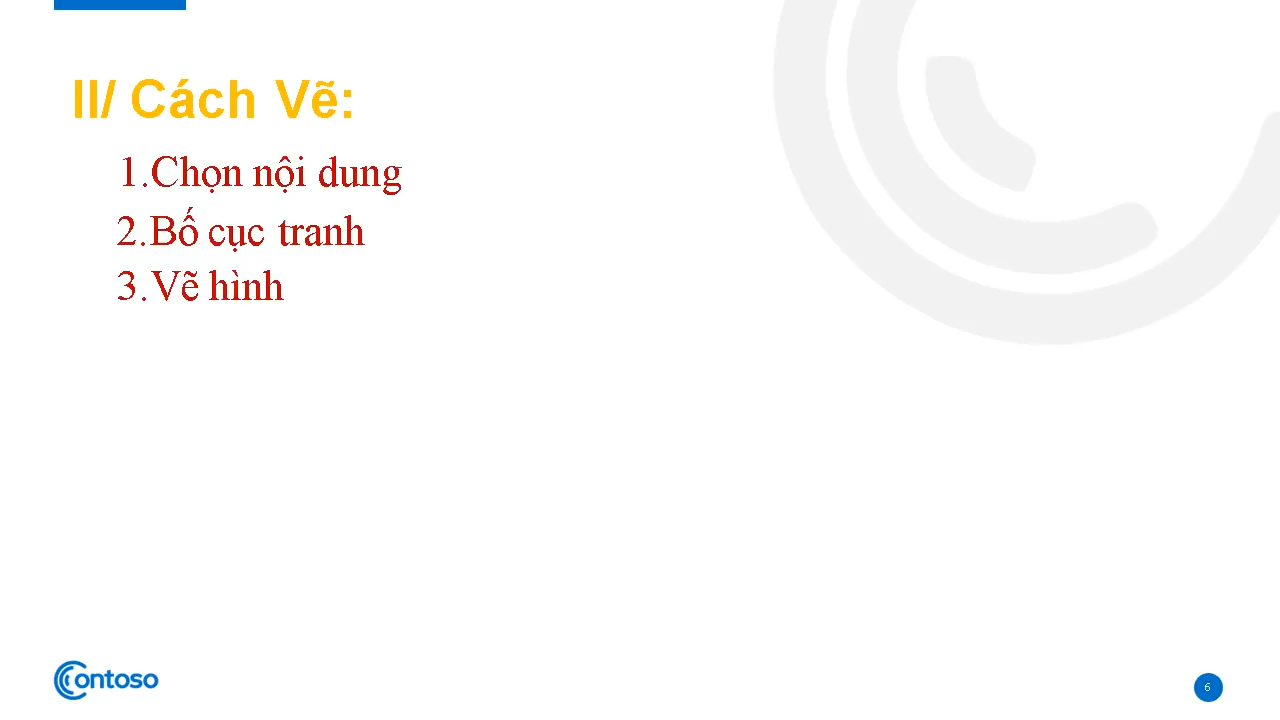 II/ Cách Vẽ:
1.Chọn nội dung
2.Bố cục tranh
3.Vẽ hình
Contoso
6